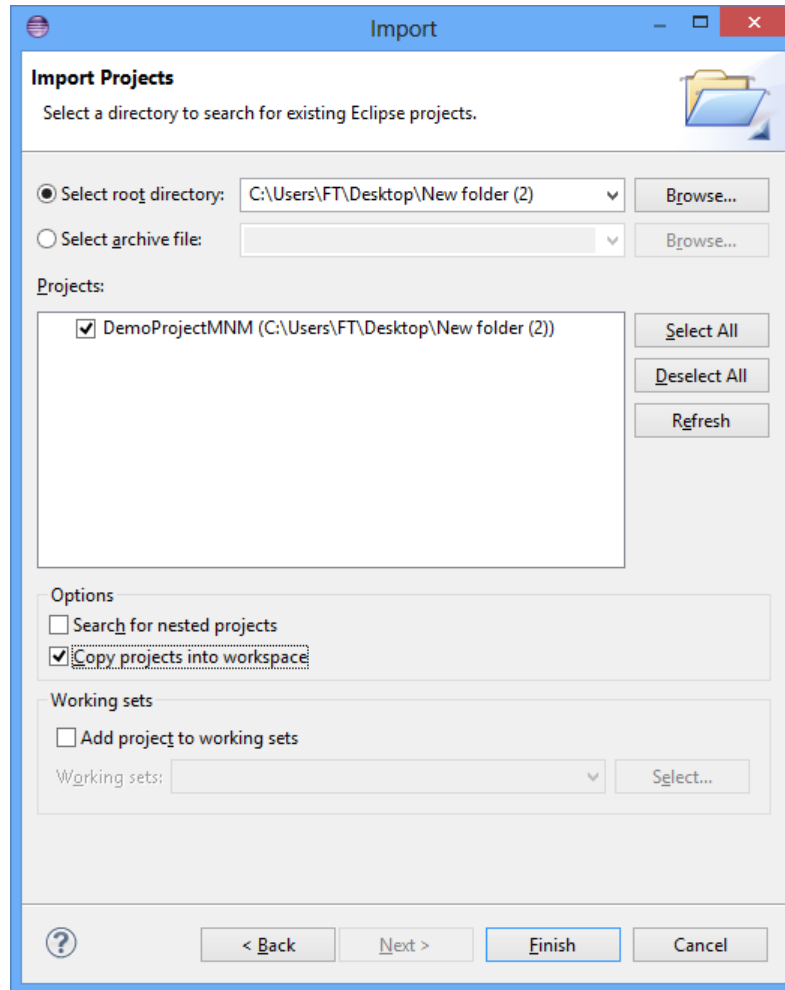 Import
Import Projects
Select a directory to search for existing Eclipse projects.
Select root directory: C:\Users\FT\Desktop\New folder (2) Browse...
Select archive file: Browse...
Projects:
DemoProjectMNM (C:\Users\FT\Desktop\New folder (2))
Select All
Deselect All
Refresh
Options
Search for nested projects
Copy projects into workspace
Working sets
Add project to working sets
Working sets: Select...
? < Back Next > Finish Cancel